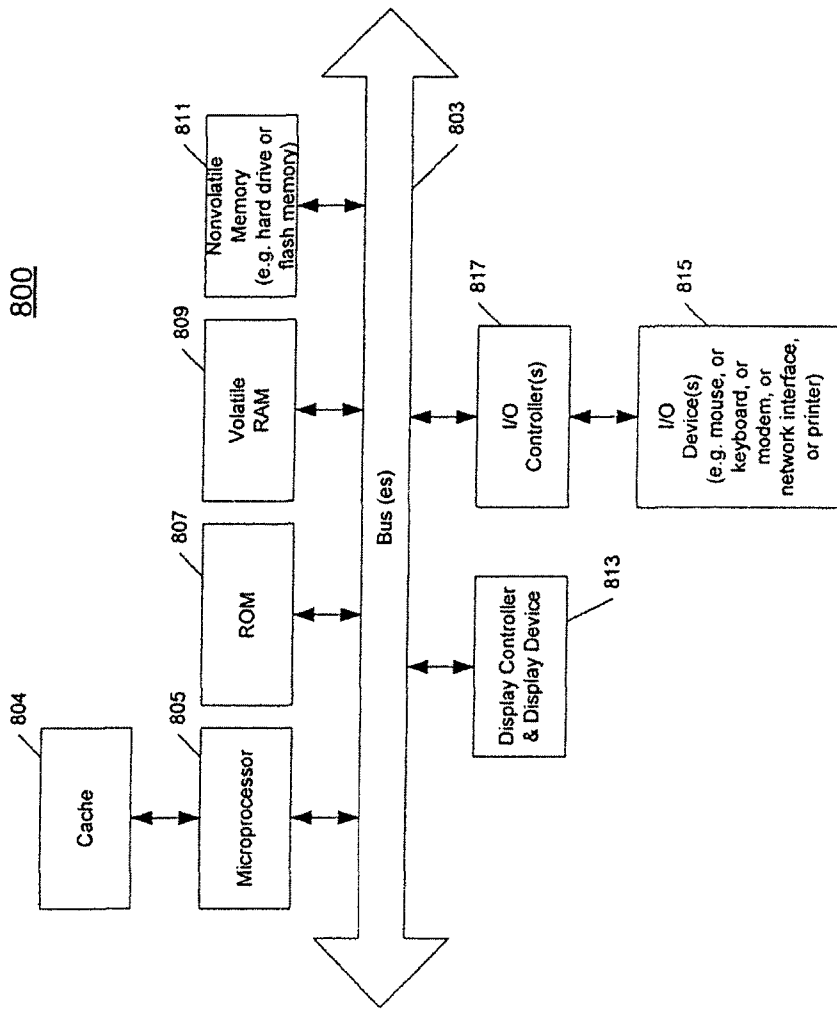 800
804
Cache
805
Microprocessor
807
ROM
809
Volatile
RAM
811
Nonvolatile
Memory
(e.g. hard drive or
flash memory)
Bus (es)
803
Display Controller
& Display Device
813
I/O
Controller(s)
817
I/O
Device(s)
(e.g. mouse, or
keyboard, or
modem, or
network interface,
or printer)
815